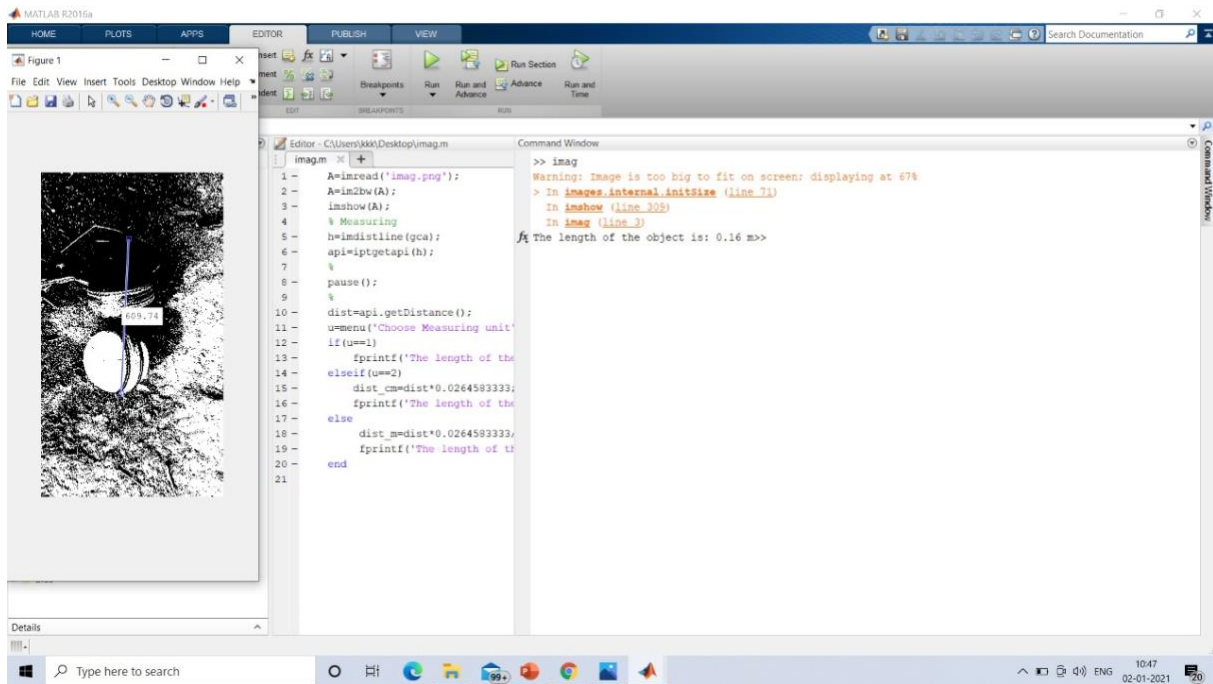 MATLAB R2016a
HOME PLOTS APPS EDITOR PUBLISH VIEW
Search Documentation
Figure 1
File Edit View Insert Tools Desktop Window Help
Breakpoints
Run
Run and Advance
Run Section
Advance
Run and Time
EDIT BREAKPOINTS RUN
Editor - C:\Users\kkk\Desktop\imag.m
imag.m
1 A=imread('imag.png');
2 A=im2bw(A);
3 imshow(A);
4 % Measuring
5 h=imdistline(gca);
6 api=iptgetapi(h);
7 %
8 pause();
9 %
10 dist=api.getDistance();
11 u=menu('Choose Measuring unit'
12 if(u==1)
13 fprintf('The length of the
14 elseif(u==2)
15 dist_cm=dist*0.0264583333;
16 fprintf('The length of the
17 else
18 dist_m=dist*0.0264583333/
19 fprintf('The length of th
20 end
21
Command Window
>> imag
Warning: Image is too big to fit on screen; displaying at 67%
> In images.internal.initSize (line 71)
In imshow (line 309)
In imag (line 3)
fx The length of the object is: 0.16 m>>
Command Window
609.74
Details
Type here to search
99+
ENG
10:47
02-01-2021
20